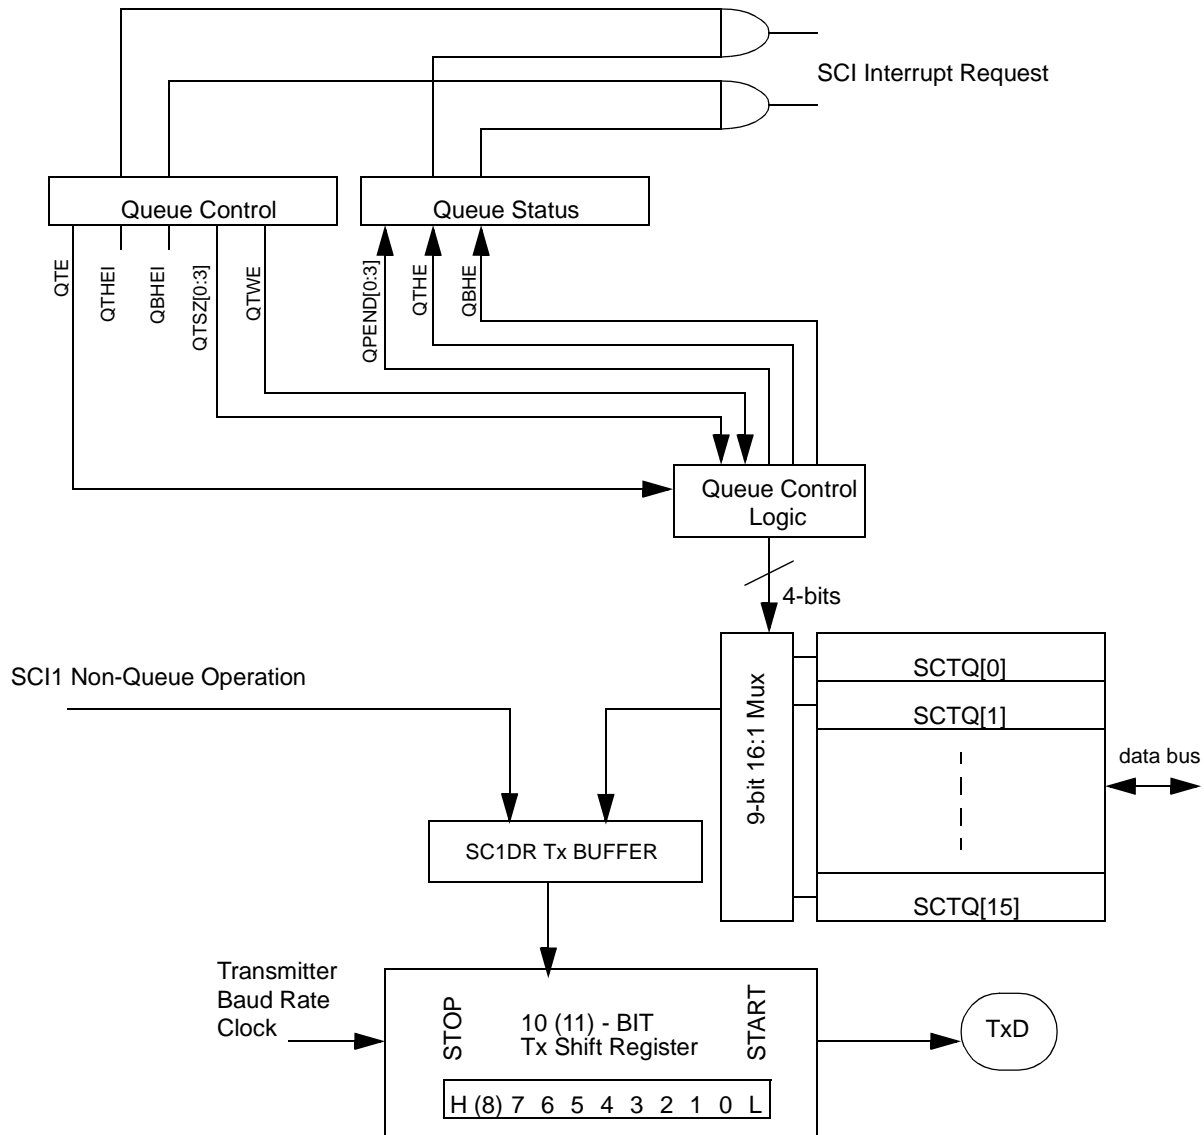 SCI Interrupt Request
Queue Control
Queue Status
QTE
QTHEI
QBHEI
QTSZ[0:3]
QTWE
QPEND[0:3]
QTHE
QBHE
Queue Control
Logic
4-bits
SCI1 Non-Queue Operation
9-bit 16:1 Mux
SCTQ[0]
SCTQ[1]
data bus
SCTQ[15]
SC1DR Tx BUFFER
Transmitter
Baud Rate
Clock
STOP
10 (11) - BIT
Tx Shift Register
START
TxD
H (8) 7 6 5 4 3 2 1 0 L